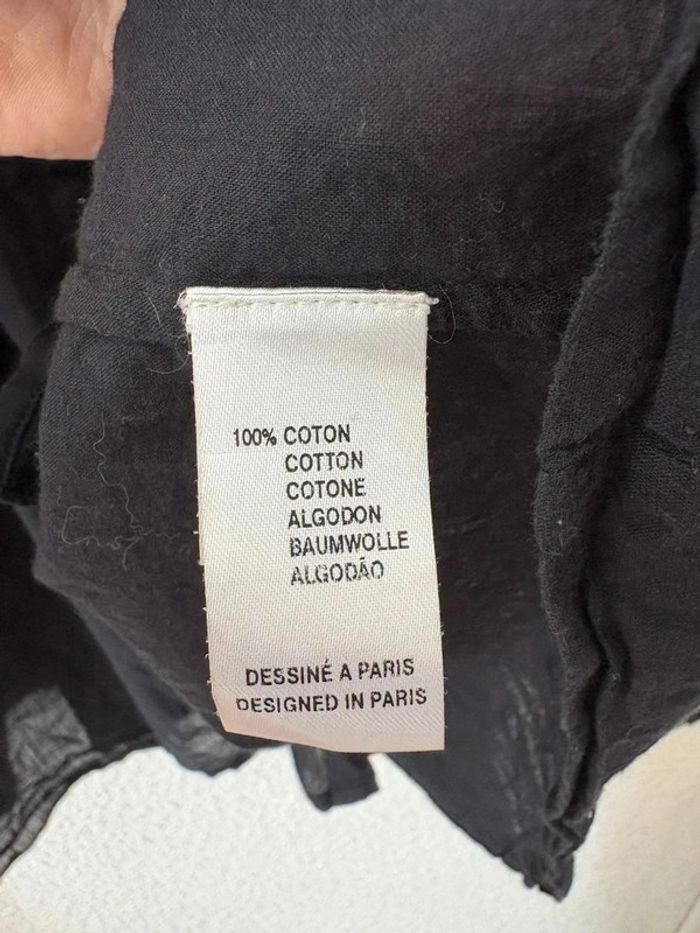 100% COTON
COTTON
COTONE
ALGODON
BAUMWOLLE
ALGODÃO
DESSINÉ A PARIS
DESIGNED IN PARIS